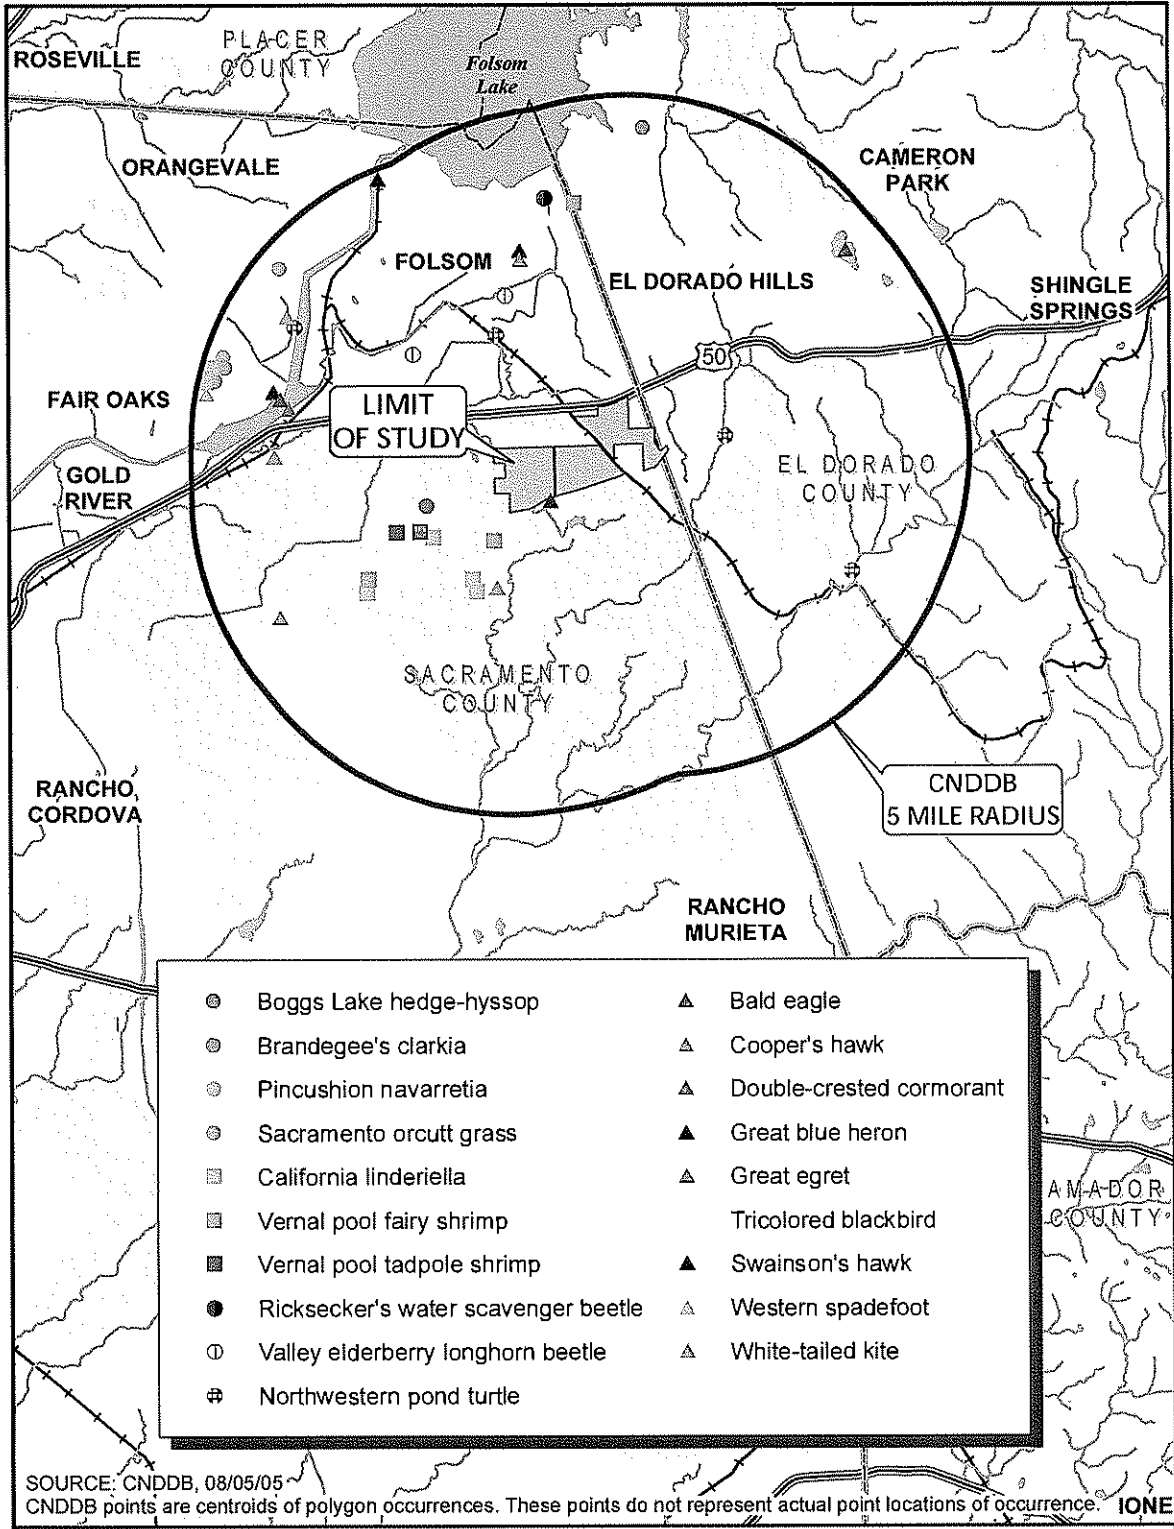 PLACER
COUNTY
ROSEVILLE
Folsom
Lake
ORANGEVALE
CAMERON
PARK
FOLSOM
EL DORADO HILLS
SHINGLE
SPRINGS
50
FAIR OAKS
LIMIT
OF STUDY
GOLD
RIVER
EL DORADO
COUNTY
SACRAMENTO
COUNTY
RANCHO
CORDOVA
CNDDB
5 MILE RADIUS
RANCHO
MURIETA
Boggs Lake hedge-hyssop
Brandegee's clarkia
Pincushion navarretia
Sacramento orcutt grass
California linderiella
Vernal pool fairy shrimp
Vernal pool tadpole shrimp
Ricksecker's water scavenger beetle
Valley elderberry longhorn beetle
Northwestern pond turtle
Bald eagle
Cooper's hawk
Double-crested cormorant
Great blue heron
Great egret
Tricolored blackbird
Swainson's hawk
Western spadefoot
White-tailed kite
AMADOR
COUNTY
SOURCE: CNDDB, 08/05/05
CNDDB points are centroids of polygon occurrences. These points do not represent actual point locations of occurrence.
IONE